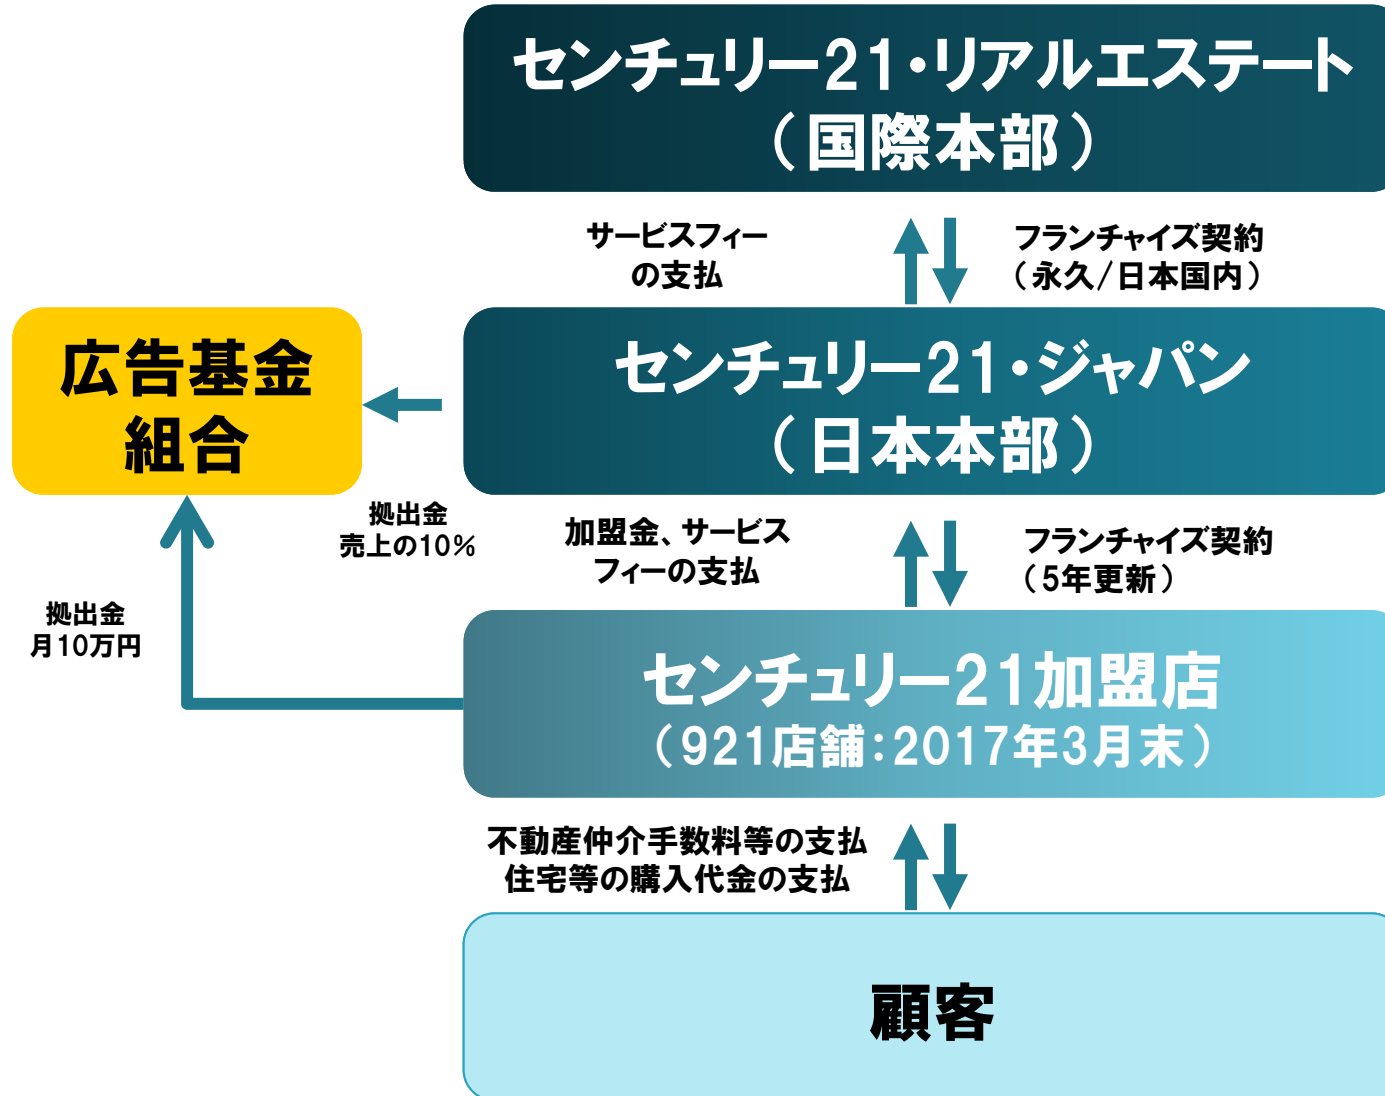 センチュリー21・リアルエステート
（国際本部）
サービスフィー
の支払
フランチャイズ契約
（永久/日本国内）
広告基金
組合
センチュリー21・ジャパン
（日本本部）
拠出金
売上の10%
加盟金、サービス
フィーの支払
フランチャイズ契約
（5年更新）
拠出金
月10万円
センチュリー21加盟店
（921店舗：2017年3月末）
不動産仲介手数料等の支払
住宅等の購入代金の支払
顧客